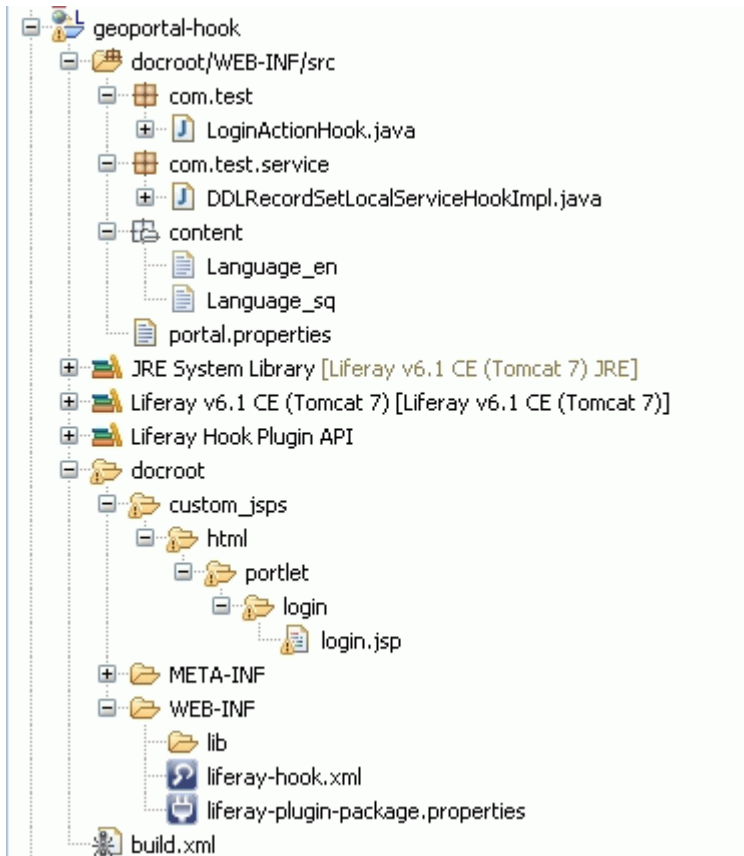 geoportal-hook
docroot/WEB-INF/src
com.test
LoginActionHook.java
com.test.service
DDLRecordSetLocalServiceHookImpl.java
content
Language_en
Language_sq
portal.properties
JRE System Library [Liferay v6.1 CE (Tomcat 7) JRE]
Liferay v6.1 CE (Tomcat 7) [Liferay v6.1 CE (Tomcat 7)]
Liferay Hook Plugin API
docroot
custom_jsps
html
portlet
login
login.jsp
META-INF
WEB-INF
lib
liferay-hook.xml
liferay-plugin-package.properties
build.xml